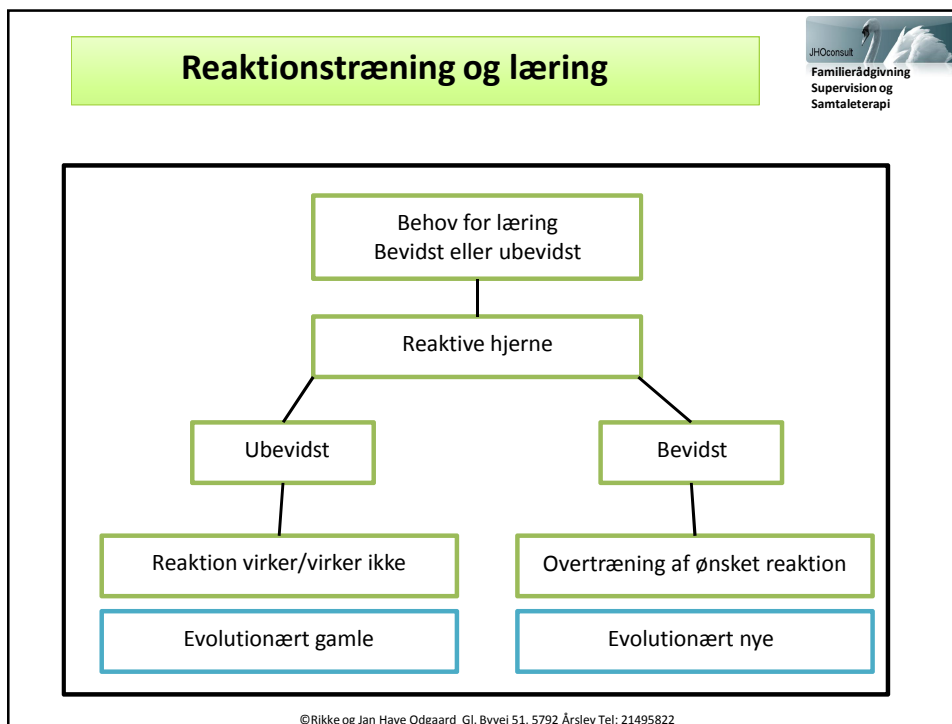 Reaktionstræning og læring
JHOconsult
Familierådgivning
Supervision og
Samtaleterapi
Behov for læring
Bevidst eller ubevidst
Reaktive hjerne
Ubevidst
Bevidst
Reaktion virker/virker ikke
Overtræning af ønsket reaktion
Evolutionært gamle
Evolutionært nye
©Rikke og Jan Have Odgaard Gl. Byvej 51, 5792 Årslev Tel: 21495822